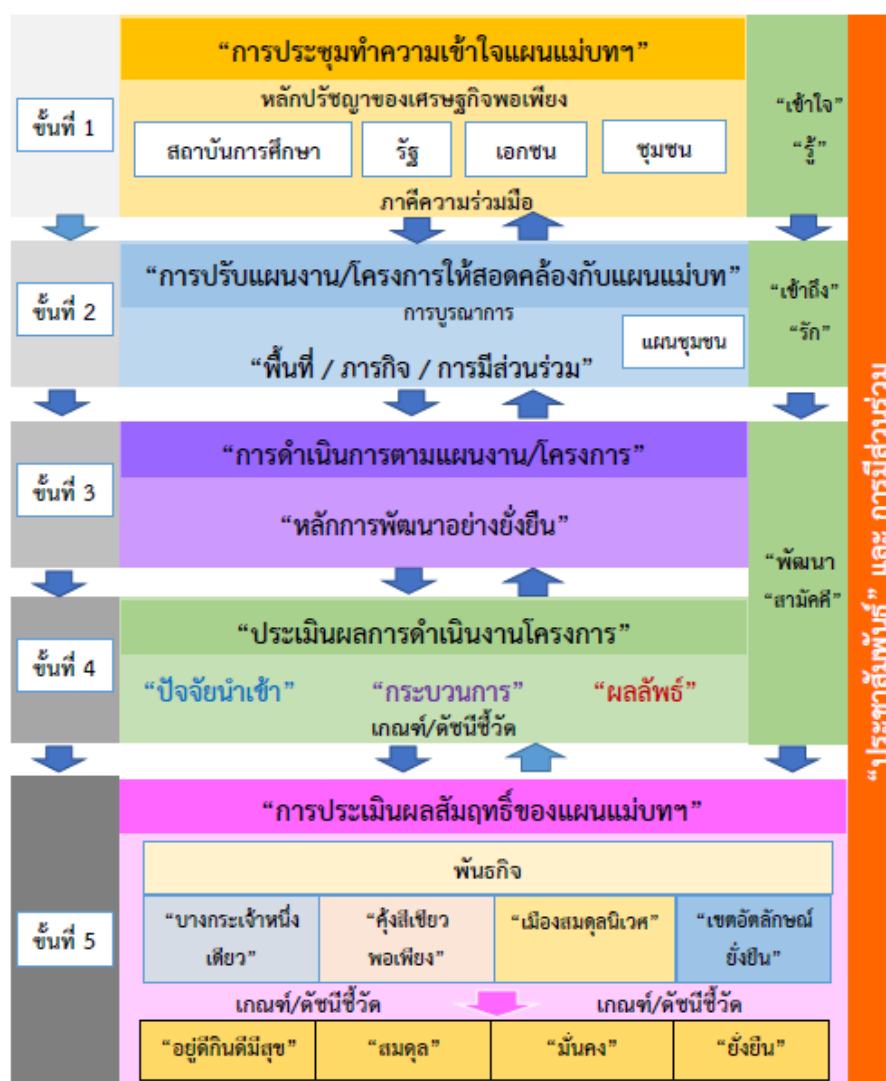 “การประชุมทำความเข้าใจแผนแม่บทฯ”
หลักปรัชญาของเศรษฐกิจพอเพียง
ขั้นที่ 1
สถาบันการศึกษา
รัฐ
เอกชน
ชุมชน
ภาคีความร่วมมือ
“เข้าใจ”
“รู้”
“การปรับแผนงาน/โครงการให้สอดคล้องกับแผนแม่บท”
ขั้นที่ 2
การบูรณาการ
แผนชุมชน
“พื้นที่ / ภารกิจ / การมีส่วนร่วม”
“เข้าถึง”
“รัก”
“การดำเนินการตามแผนงาน/โครงการ”
ขั้นที่ 3
“หลักการพัฒนาอย่างยั่งยืน”
“พัฒนา
“สามัคคี”
“ประเมินผลการดำเนินงานโครงการ”
ขั้นที่ 4
“ปัจจัยนำเข้า”
“กระบวนการ”
“ผลลัพธ์”
เกณฑ์/ดัชนีชี้วัด
“การประเมินผลสัมฤทธิ์ของแผนแม่บทฯ”
พันธกิจ
ขั้นที่ 5
“บางกระเจ้าหนึ่ง
เดียว”
“คุ้งสีเขียว
พอเพียง”
“เมืองสมดุลนิเวศ”
“เขตอัตลักษณ์
ยั่งยืน”
เกณฑ์/ดัชนีชี้วัด
เกณฑ์/ดัชนีชี้วัด
“อยู่ดีกินดีมีสุข”
“สมดุล”
“มั่นคง”
“ยั่งยืน”
“ประชาสัมพันธ์” และ การมีส่วนร่วม